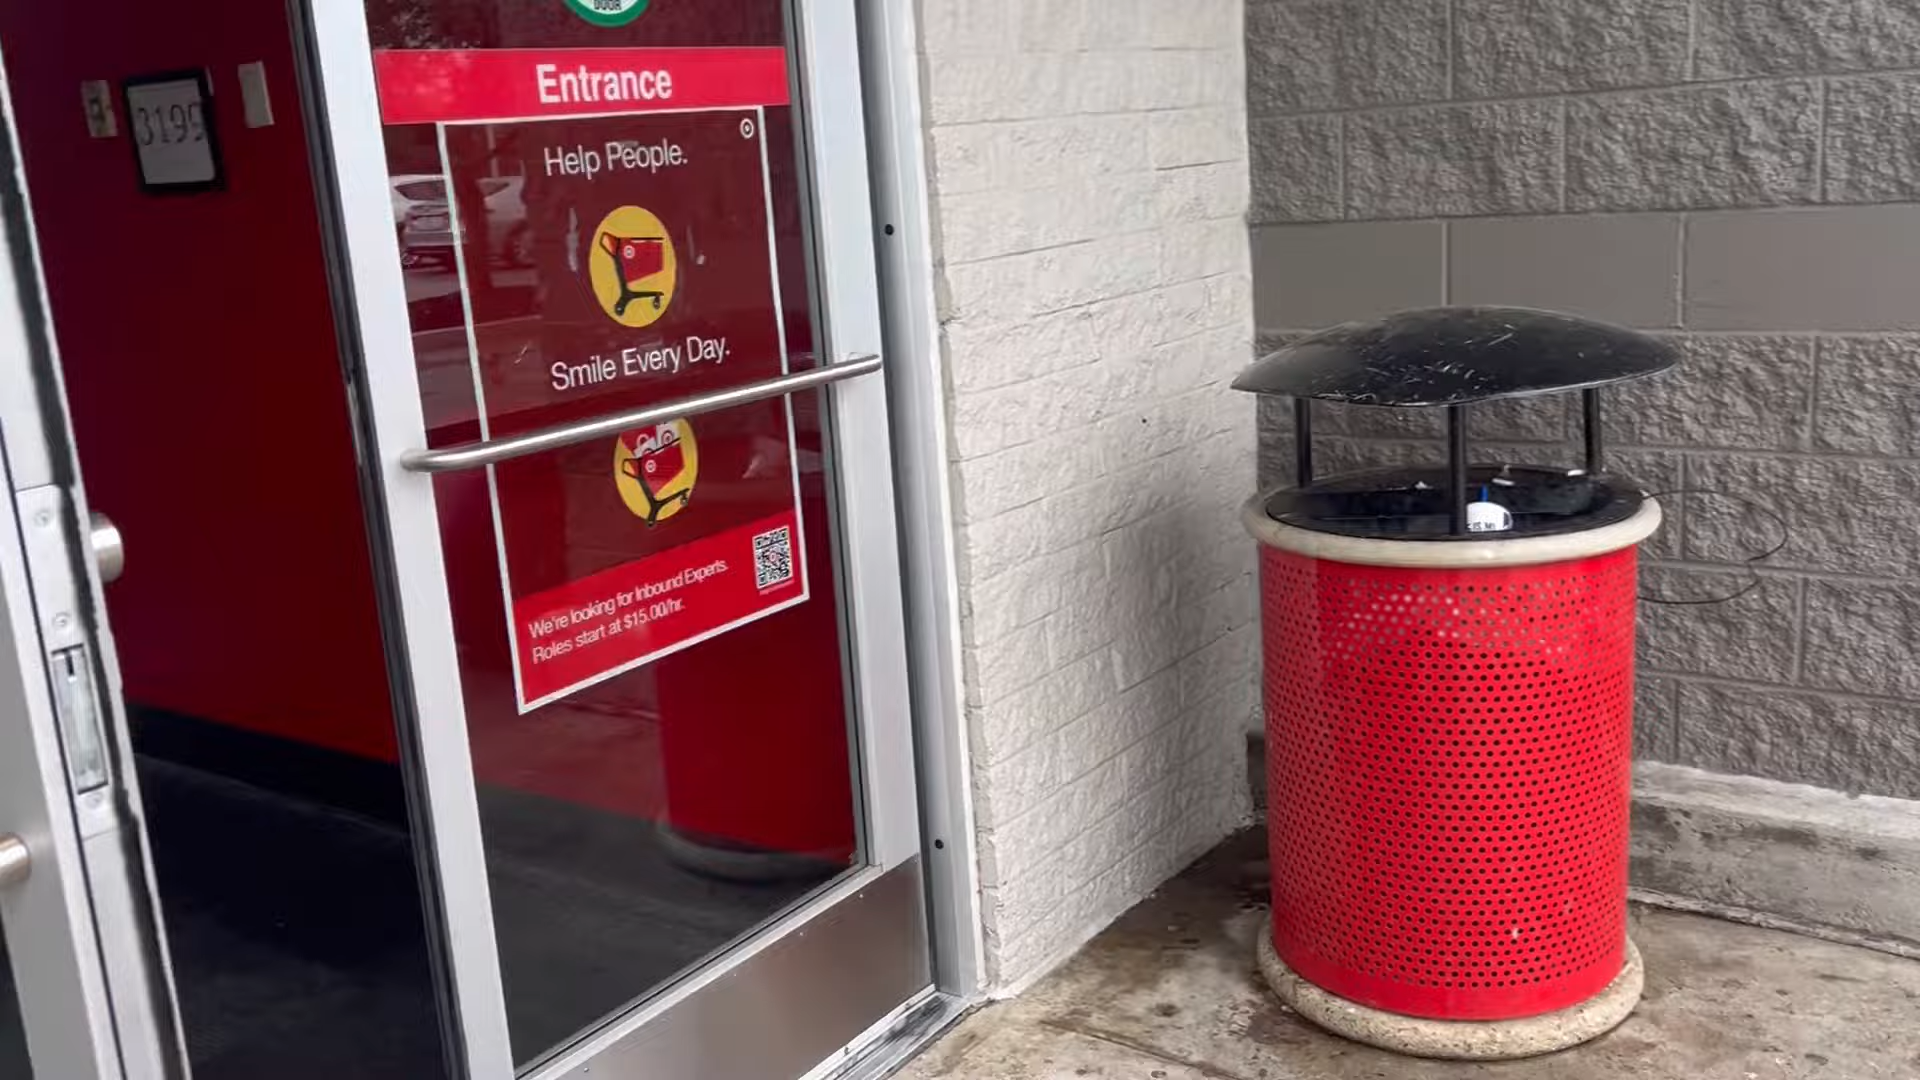 DOOR
Entrance
3199
Help People.
Smile Every Day.
We're looking for Inbound Experts.
Roles start at $15.00/hr.